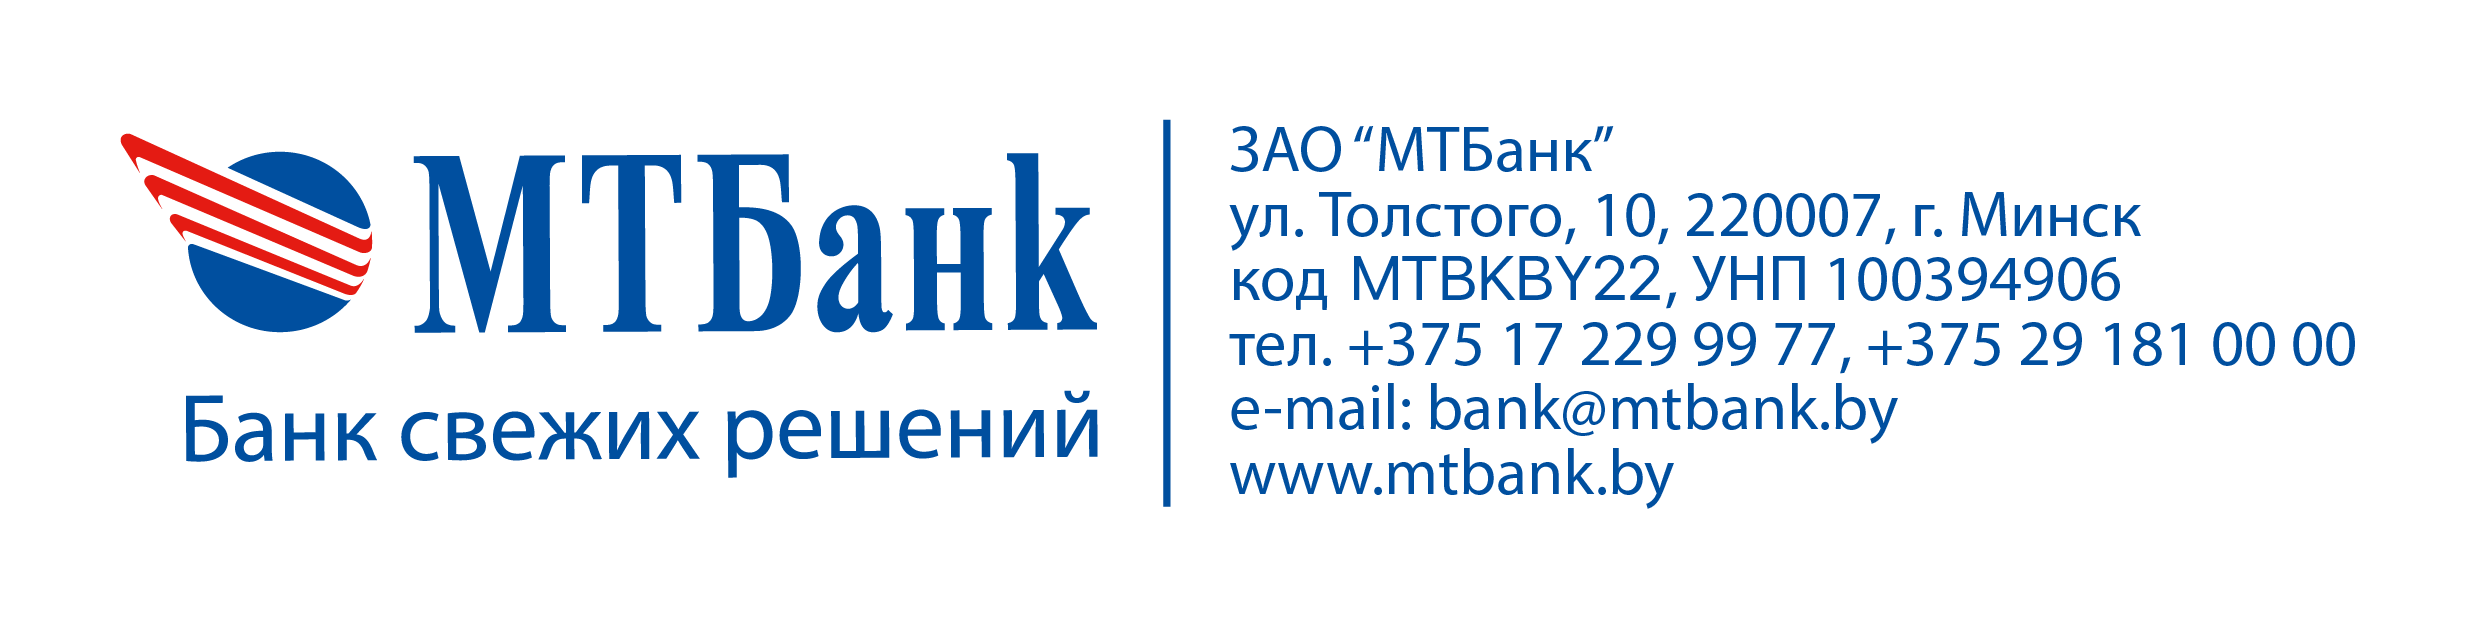 МТБанк
Банк свежих решений
ЗАО “МТБанк”
ул. Толстого, 10, 220007, г. Минск
код MTBKBY22, УНП 100394906
тел. +375 17 229 99 77, +375 29 181 00 00
e-mail: bank@mtbank.by
www.mtbank.by